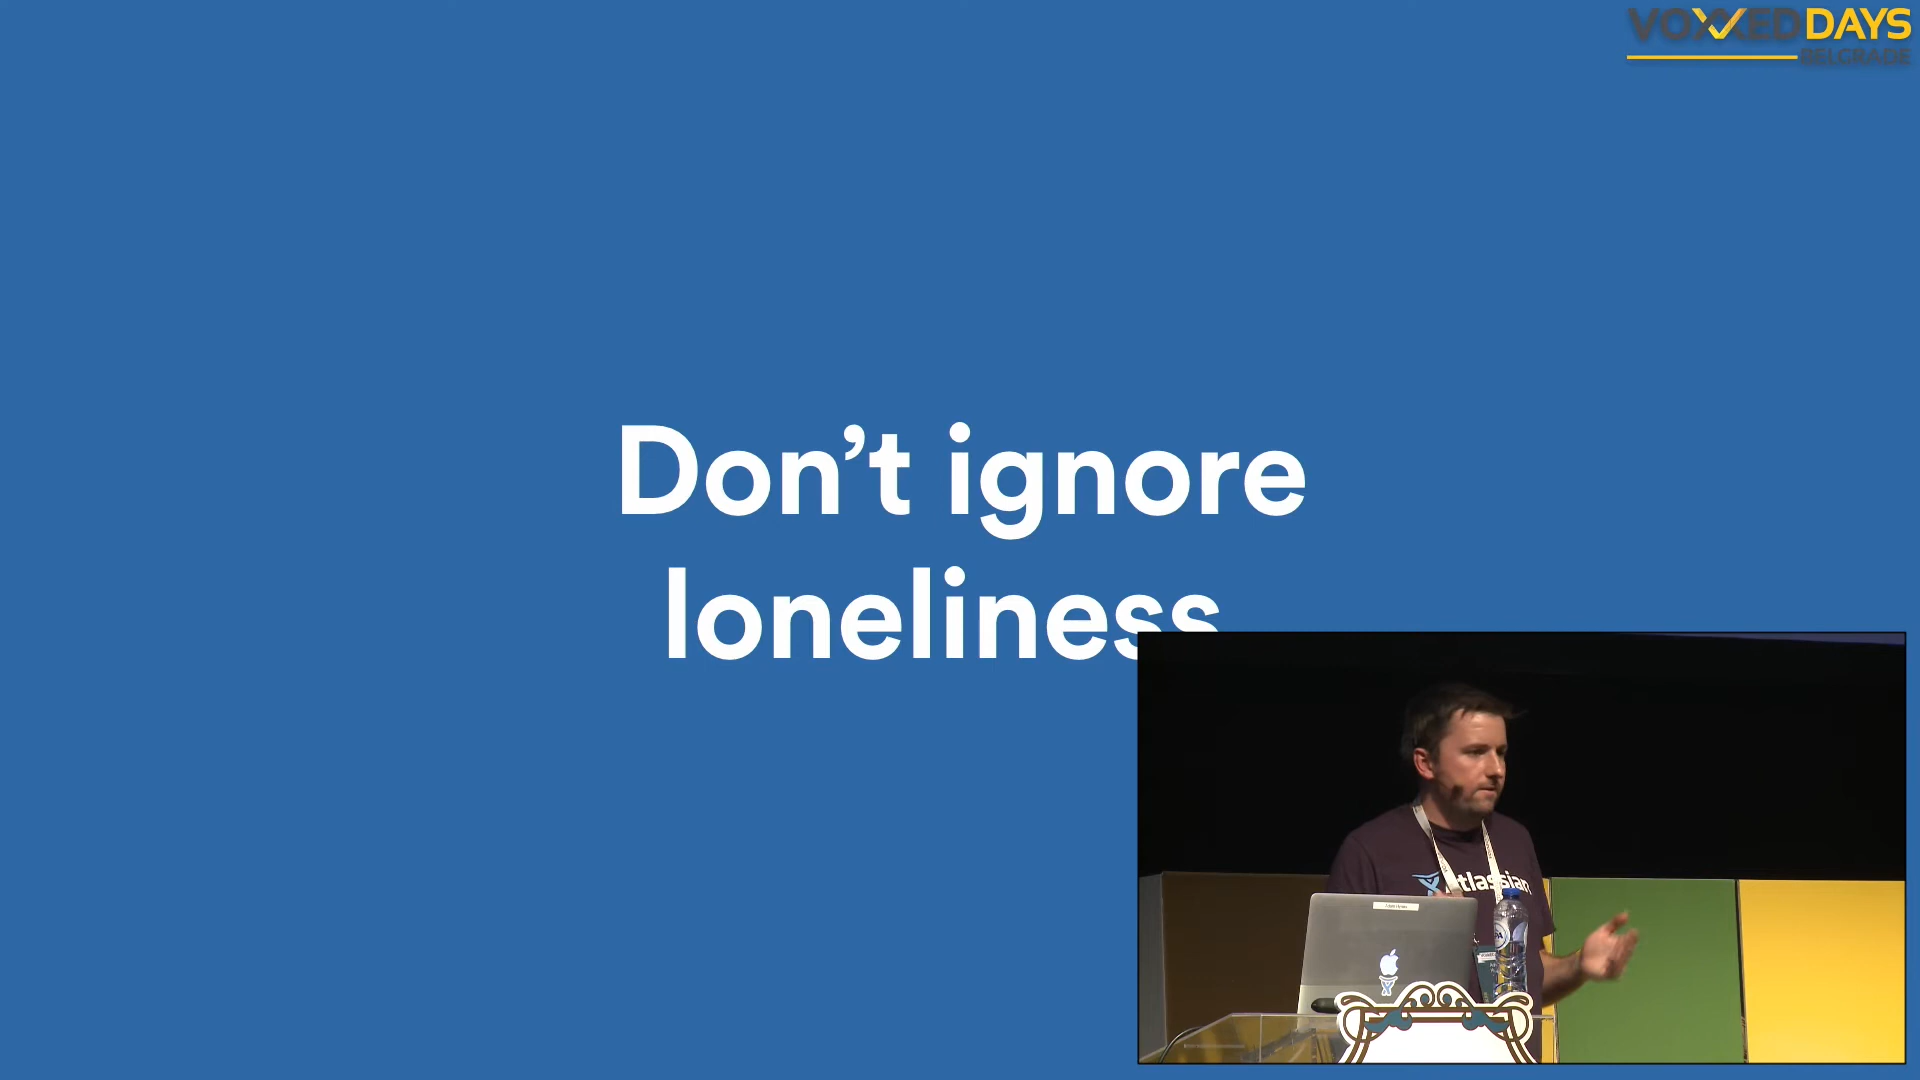 VOXXED DAYS
BELGRADE
Don’t ignore
loneliness
Atlassian